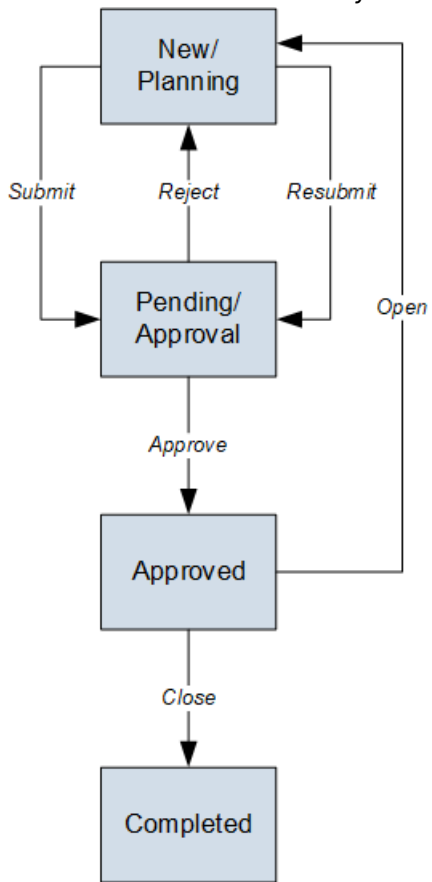 New/
Planning
Submit
Reject
Resubmit
Pending/
Approval
Open
Approve
Approved
Close
Completed